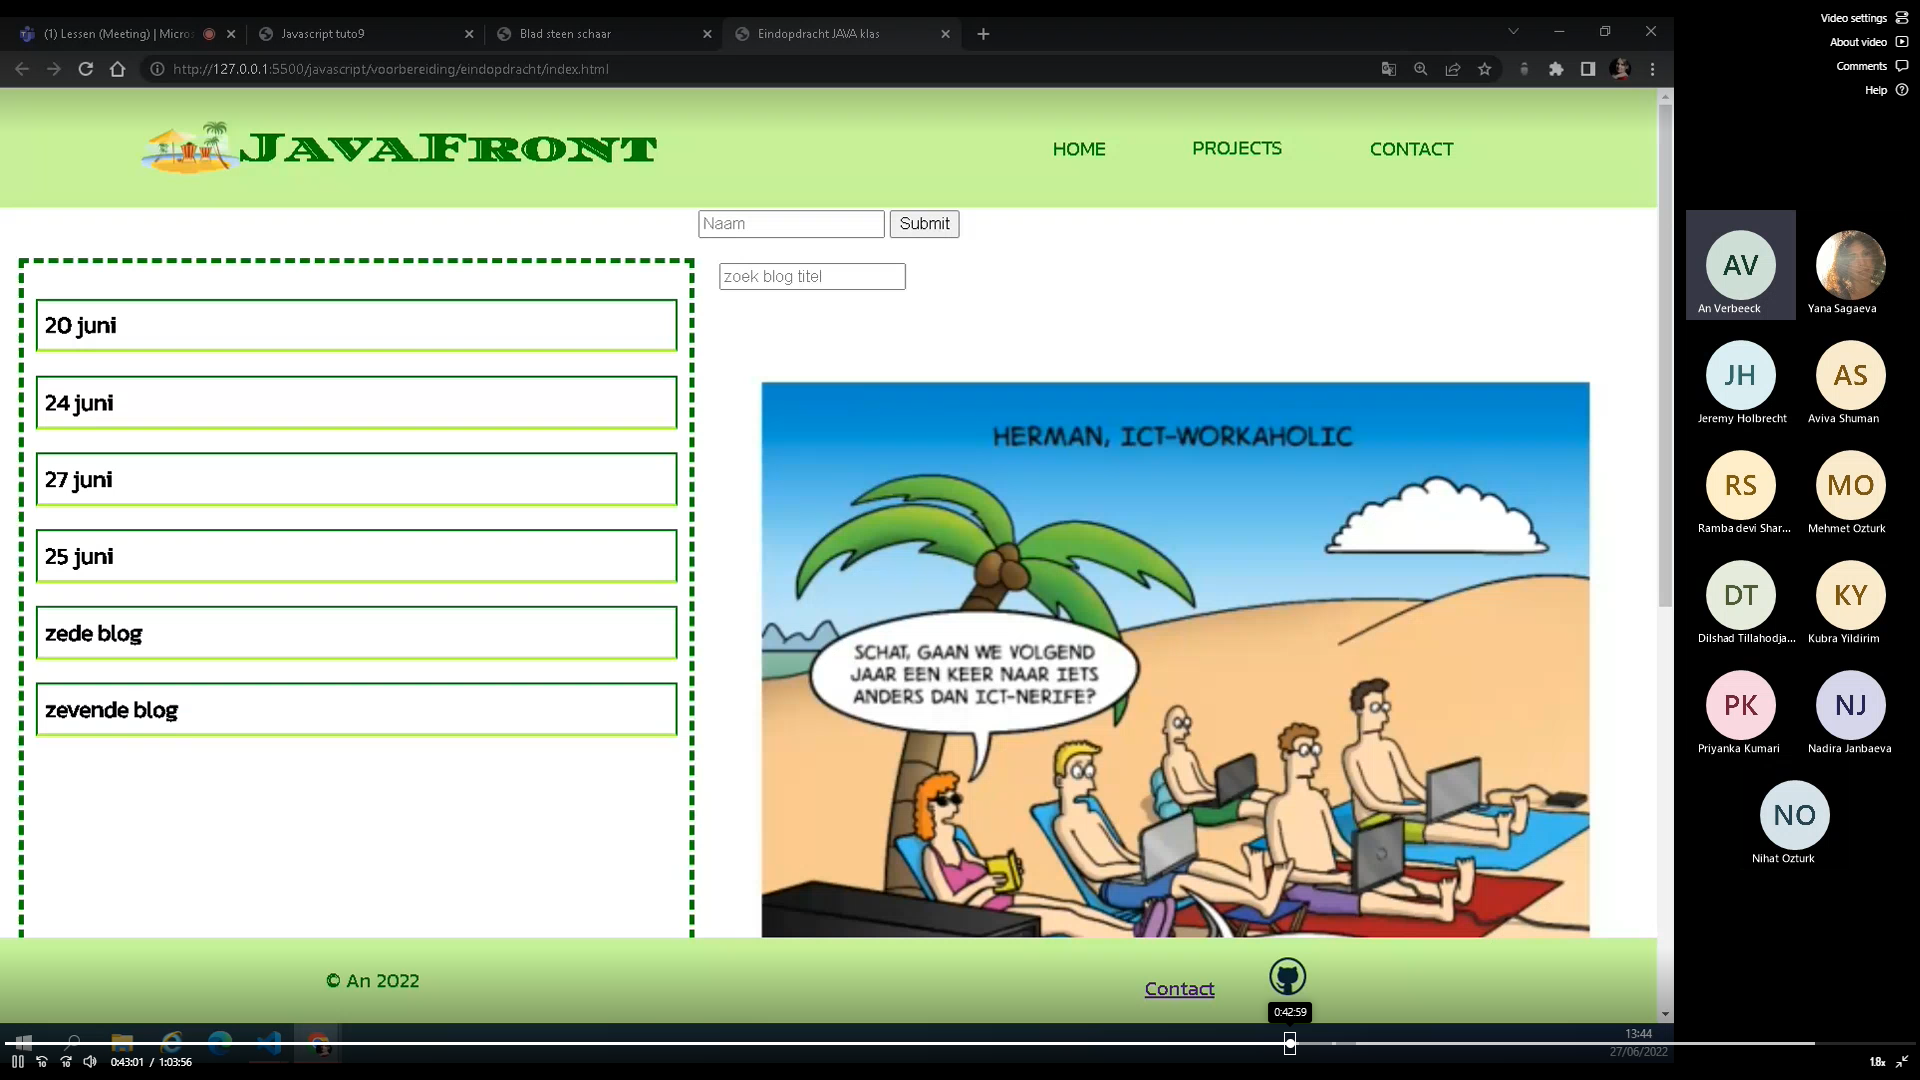 Video settings
About video
Comments
Help
(1) Lessen (Meeting) | Micros
Javascript tuto9
Blad steen schaar
Eindopdracht JAVA klas
http://127.0.0.1:5500/javascript/voorbereiding/eindopdracht/index.html
JAVAFRONT
HOME
PROJECTS
CONTACT
Naam
Submit
zoek blog titel
20 juni
24 juni
27 juni
25 juni
zede blog
zevende blog
HERMAN, ICT-WORKAHOLIC
SCHAT, GAAN WE VOLGEND
JAAR EEN KEER NAAR IETS
ANDERS DAN ICT-NERIFE?
© An 2022
Contact
AV
An Verbeeck
Yana Sagaeva
JH
Jeremy Holbrecht
AS
Aviva Shuman
RS
Ramba devi Shar...
MO
Mehmet Ozturk
DT
Dilshad Tillahodja...
KY
Kubra Yildirim
PK
Priyanka Kumari
NJ
Nadira Janbaeva
NO
Nihat Ozturk
0:42:59
13:44
27/06/2022
10
10
0:43:01 / 1:03:56
1.8x